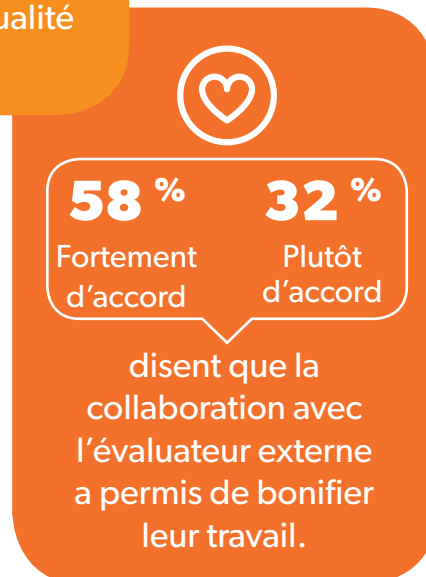 ualité
58 % 32 %
Fortement Plutôt
d'accord d'accord
disent que la
collaboration avec
l'évaluateur externe
a permis de bonifier
leur travail.